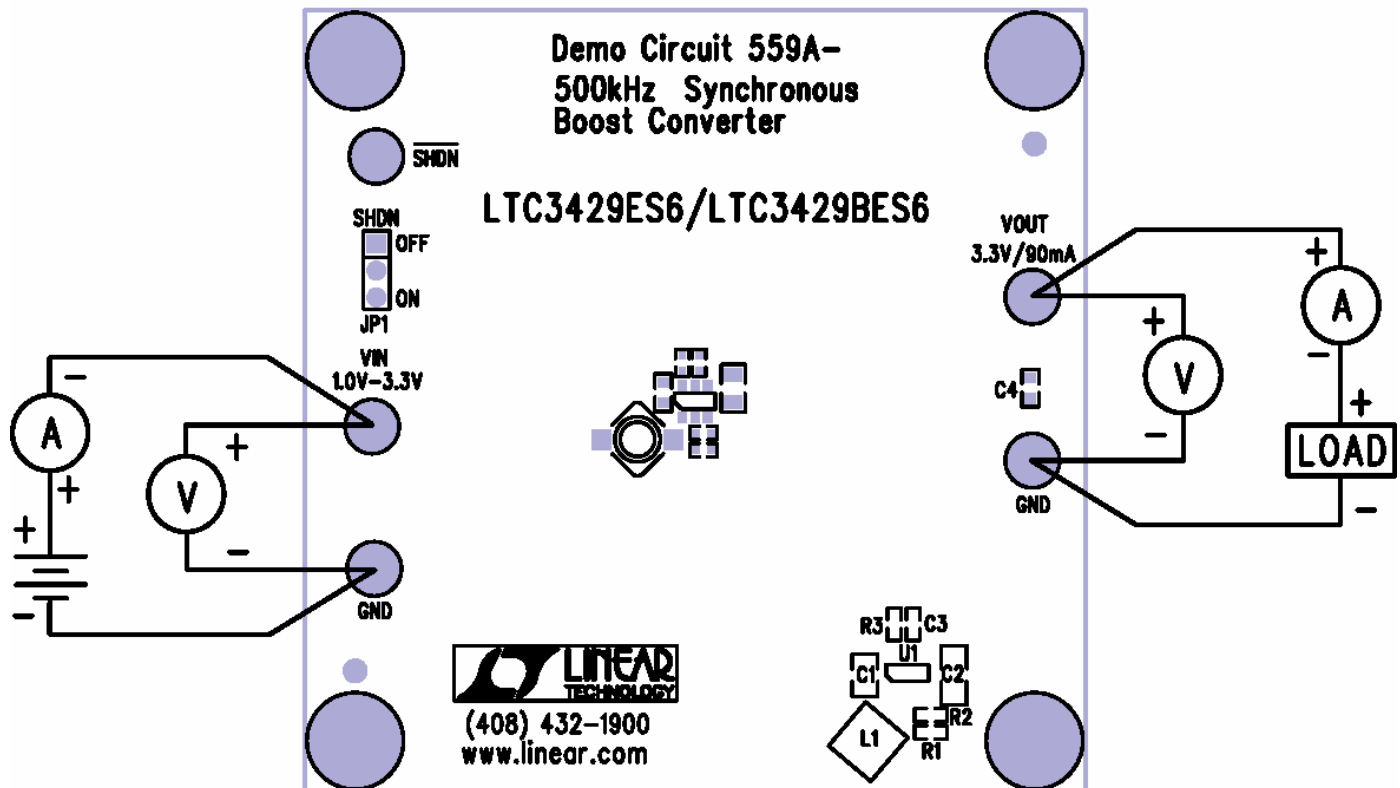 Demo Circuit 559A-
500kHz Synchronous
Boost Converter
SHDN
LTC3429ES6/LTC3429BES6
SHDN
OFF
ON
JP1
VIN
1.0V-3.3V
VOUT
3.3V/90mA
+
A
-
+
V
-
+
LOAD
-
C4
GND
-
A
+
+
-
+
V
-
GND
R3
C3
U1
C1
C2
R2
L1
R1
LINEAR
TECHNOLOGY
(408) 432-1900
www.linear.com